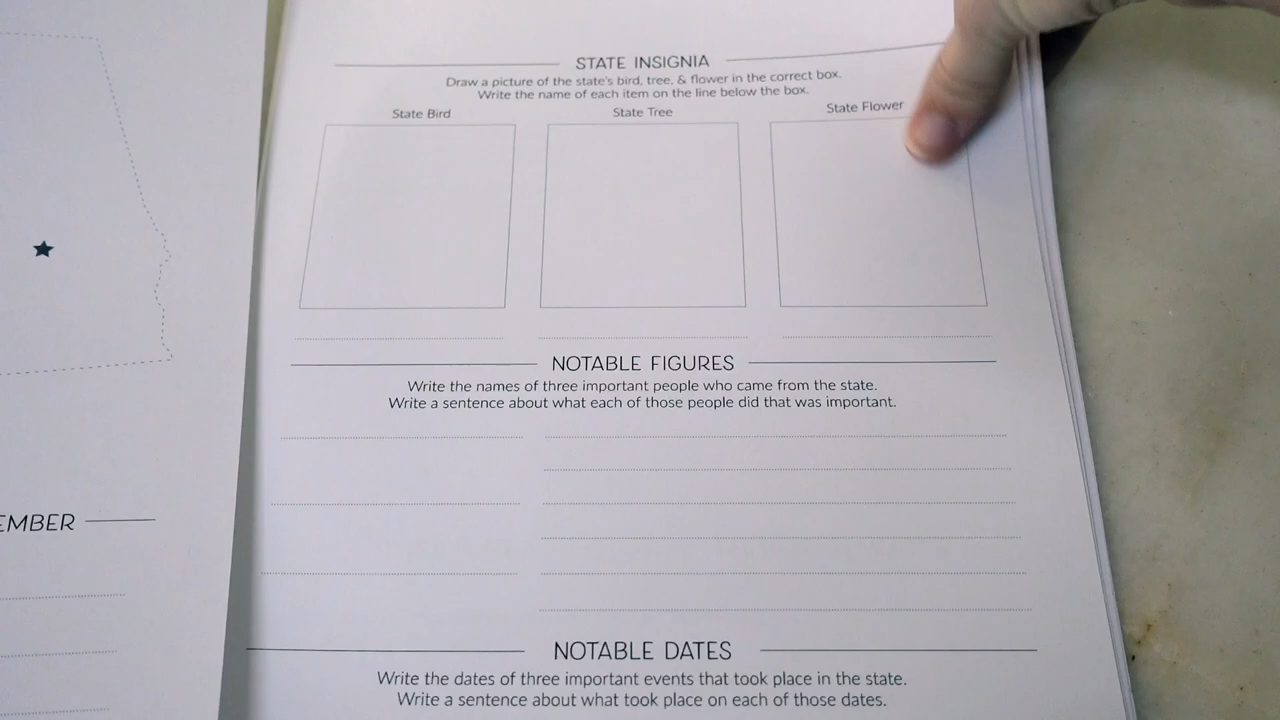 STATE INSIGNIA
Draw a picture of the state's bird, tree, & flower in the correct box.
Write the name of each item on the line below the box.
State Bird State Tree State Flower
NOTABLE FIGURES
Write the names of three important people who came from the state.
Write a sentence about what each of those people did that was important.
EMBER
NOTABLE DATES
Write the dates of three important events that took place in the state.
Write a sentence about what took place on each of those dates.